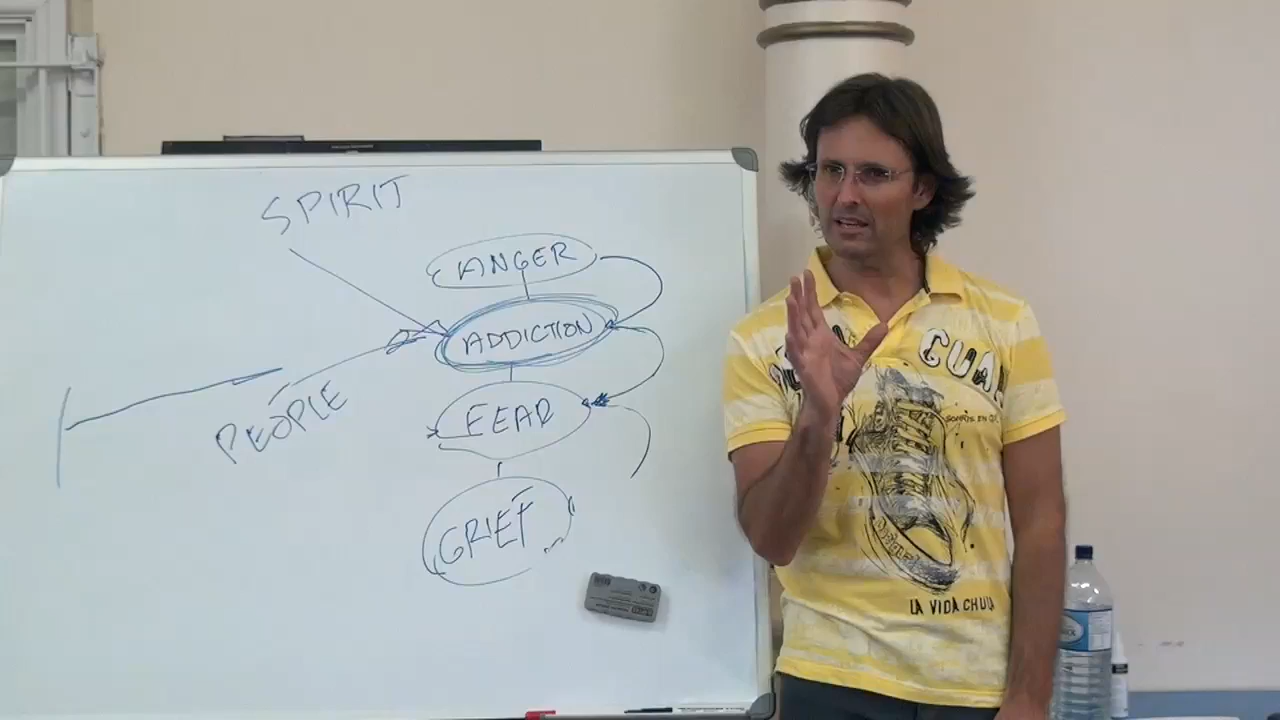 SPIRIT
ANGER
ADDICTION
FEAR
PEOPLE
GRIEF
GUA
LA VIDA CHULA